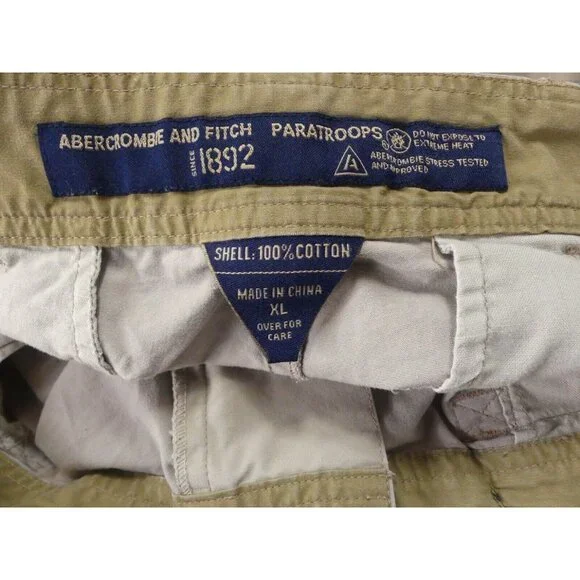 ABERCROMBIE AND FITCH PARATROOPS
SINCE 1892
A
DO NOT EXPOSE TO
EXTREME HEAT
ABERCROMBIE STRESS TESTED
AND APPROVED
SHELL: 100% COTTON
MADE IN CHINA
XL
OVER FOR
CARE